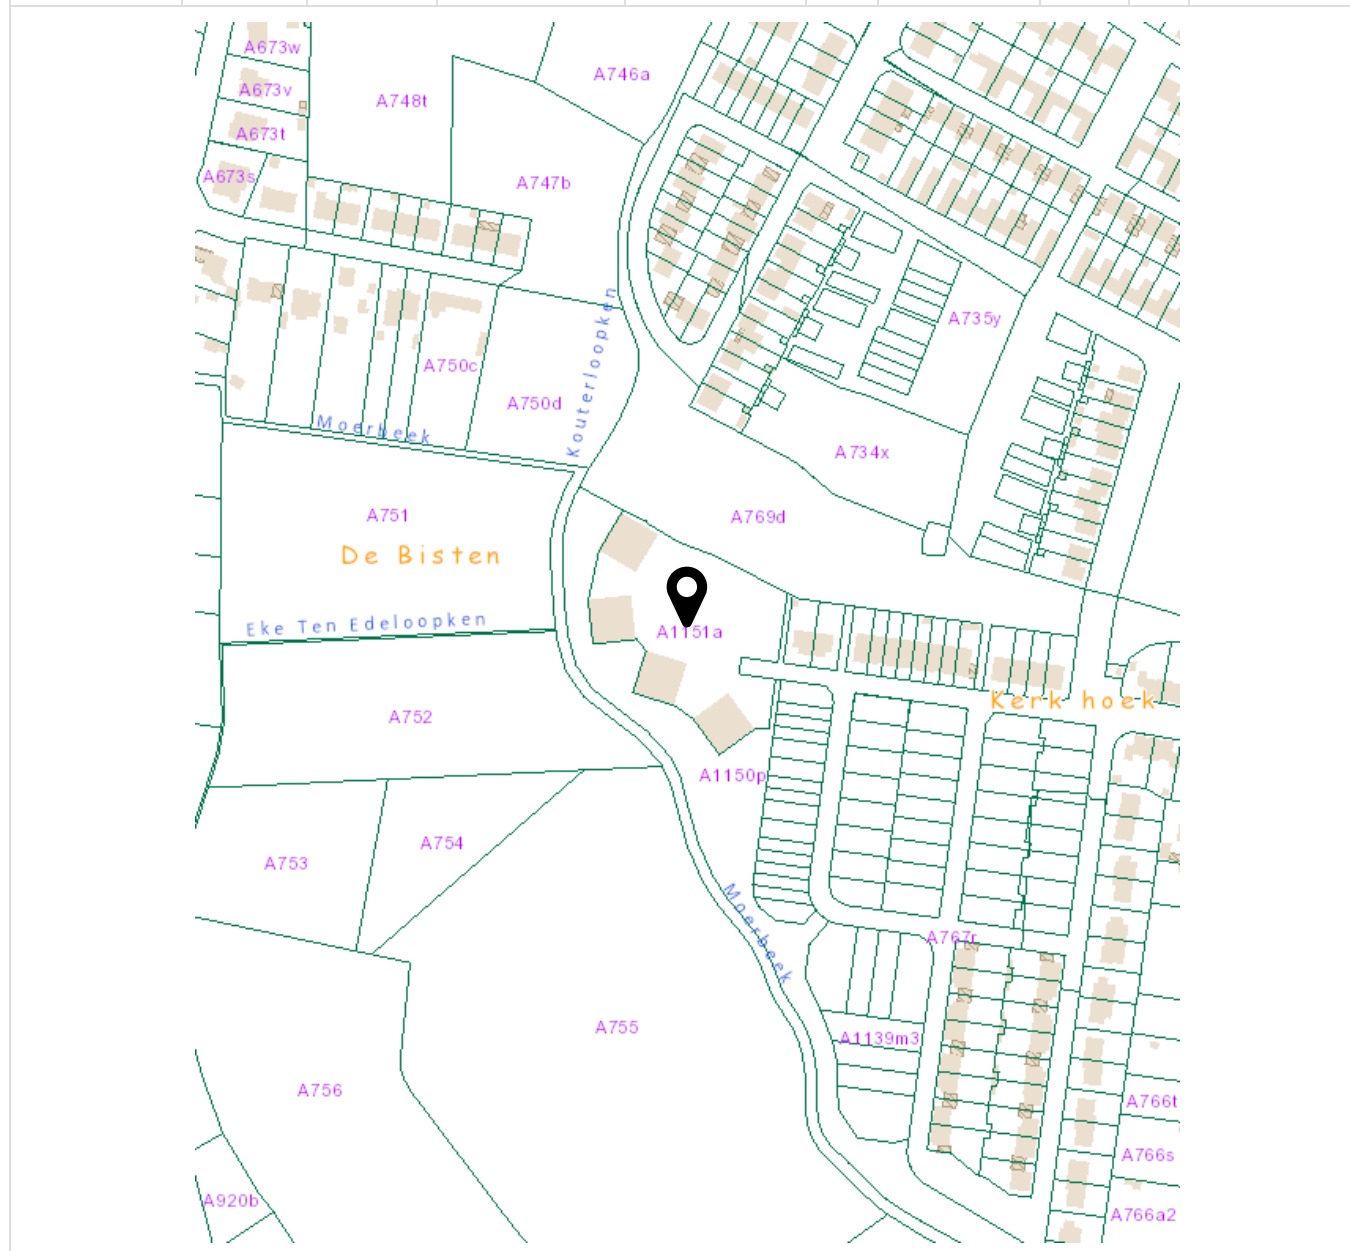 A673w
A746a
A673v
A748t
A673t
A673s
A747b
Kouterloopken
A735y
A750c
A750d
Moerbeek
A734x
A751
A769d
De Bisten
Eke Ten Edeloopken
A1151a
Kerk hoek
A752
A1150p
A754
A753
Moerbeek
A767r
A755
A1139m3
A756
A766t
A766s
A920b
A766a2